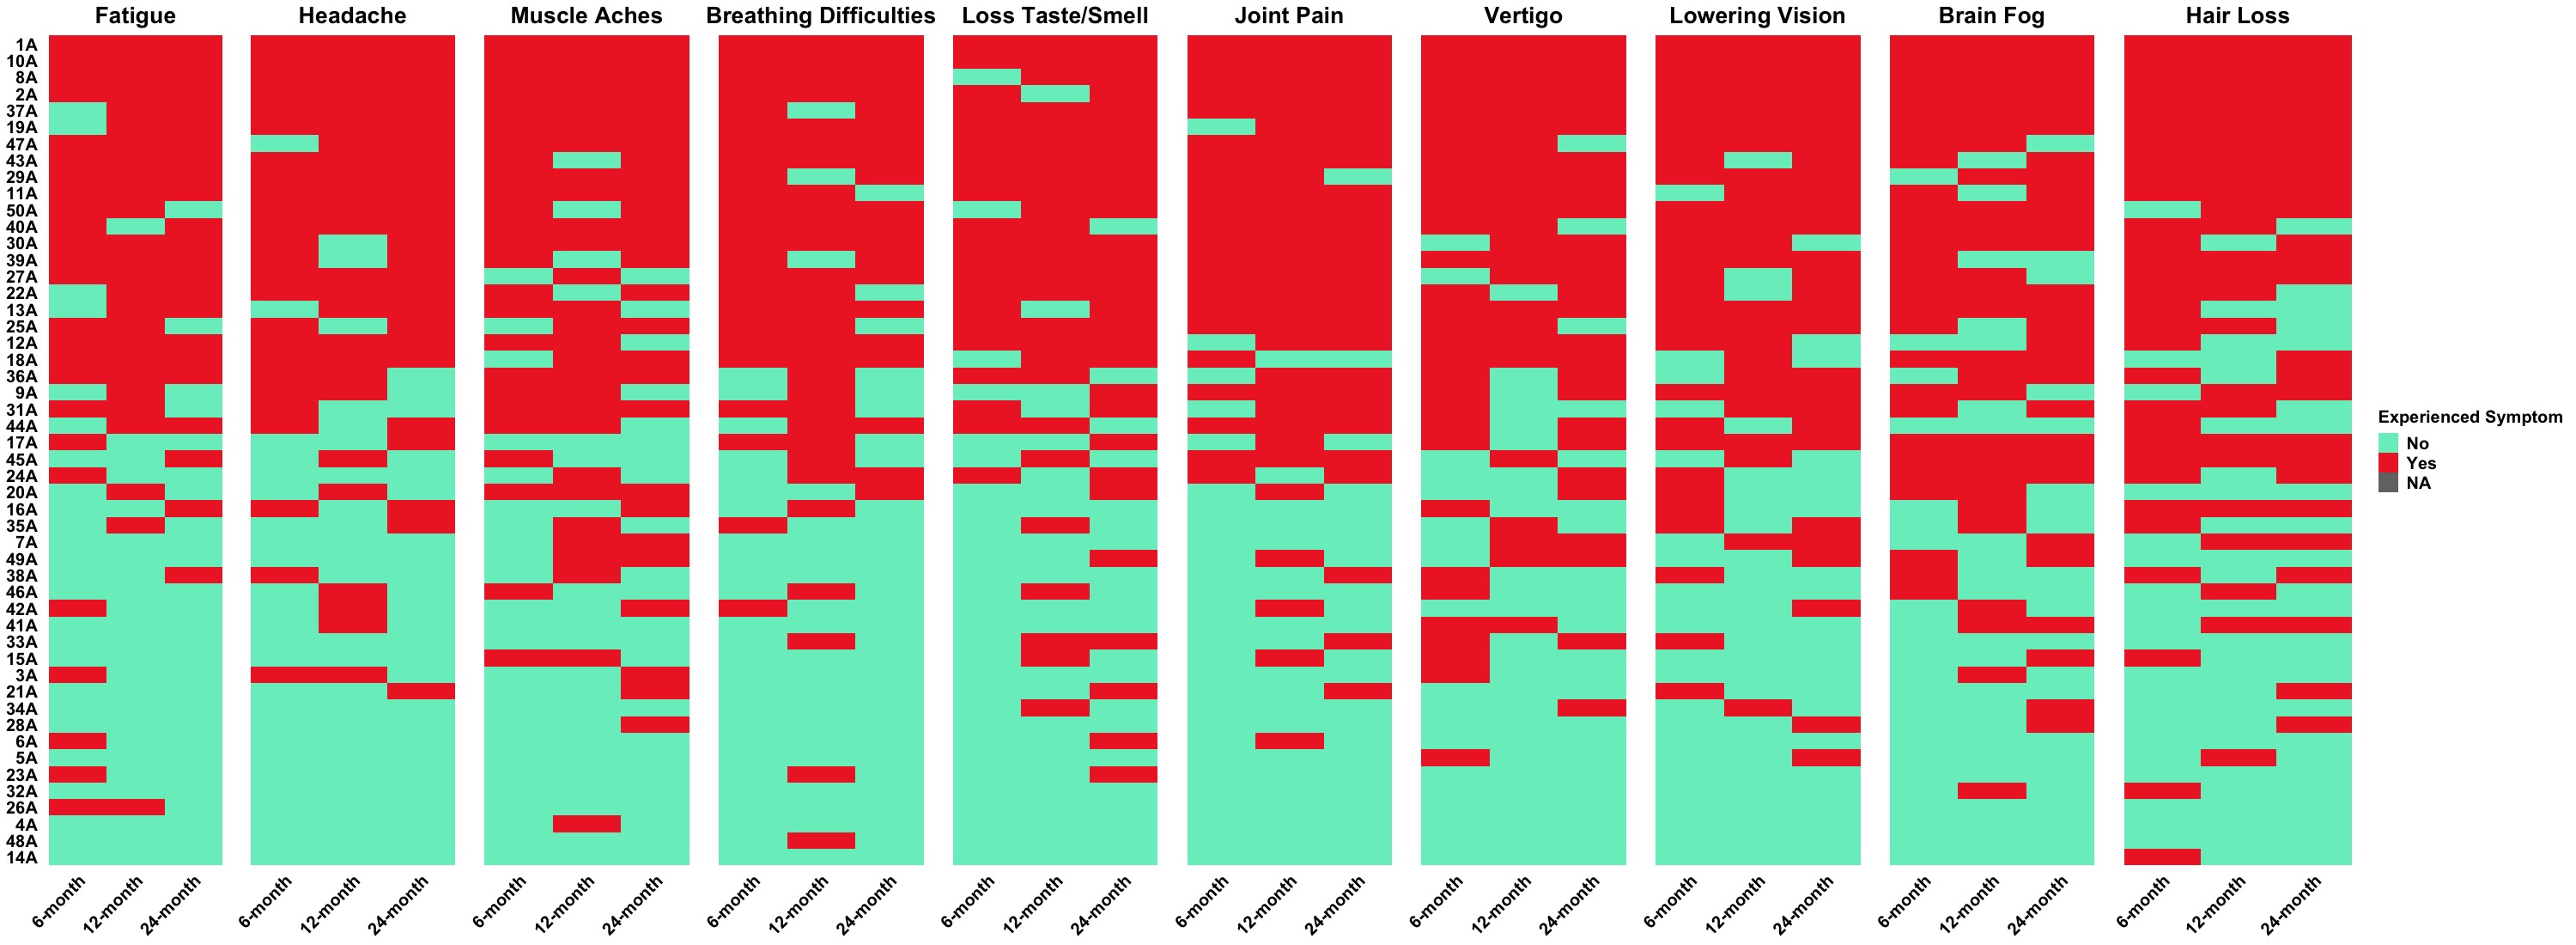 Fatigue Headache Muscle Aches Breathing Difficulties Loss Taste/Smell Joint Pain Vertigo Lowering Vision Brain Fog Hair Loss
1A
10A
8A
2A
37A
19A
47A
43A
29A
11A
50A
40A
30A
39A
27A
22A
13A
25A
12A
18A
36A
9A
31A
44A
17A
45A
24A
20A
16A
35A
7A
49A
38A
46A
42A
41A
33A
15A
3A
21A
34A
28A
6A
5A
23A
32A
26A
4A
48A
14A
Experienced Symptom
No
Yes
NA
6-month 12-month 24-month 6-month 12-month 24-month 6-month 12-month 24-month 6-month 12-month 24-month 6-month 12-month 24-month 6-month 12-month 24-month 6-month 12-month 24-month 6-month 12-month 24-month 6-month 12-month 24-month 6-month 12-month 24-month